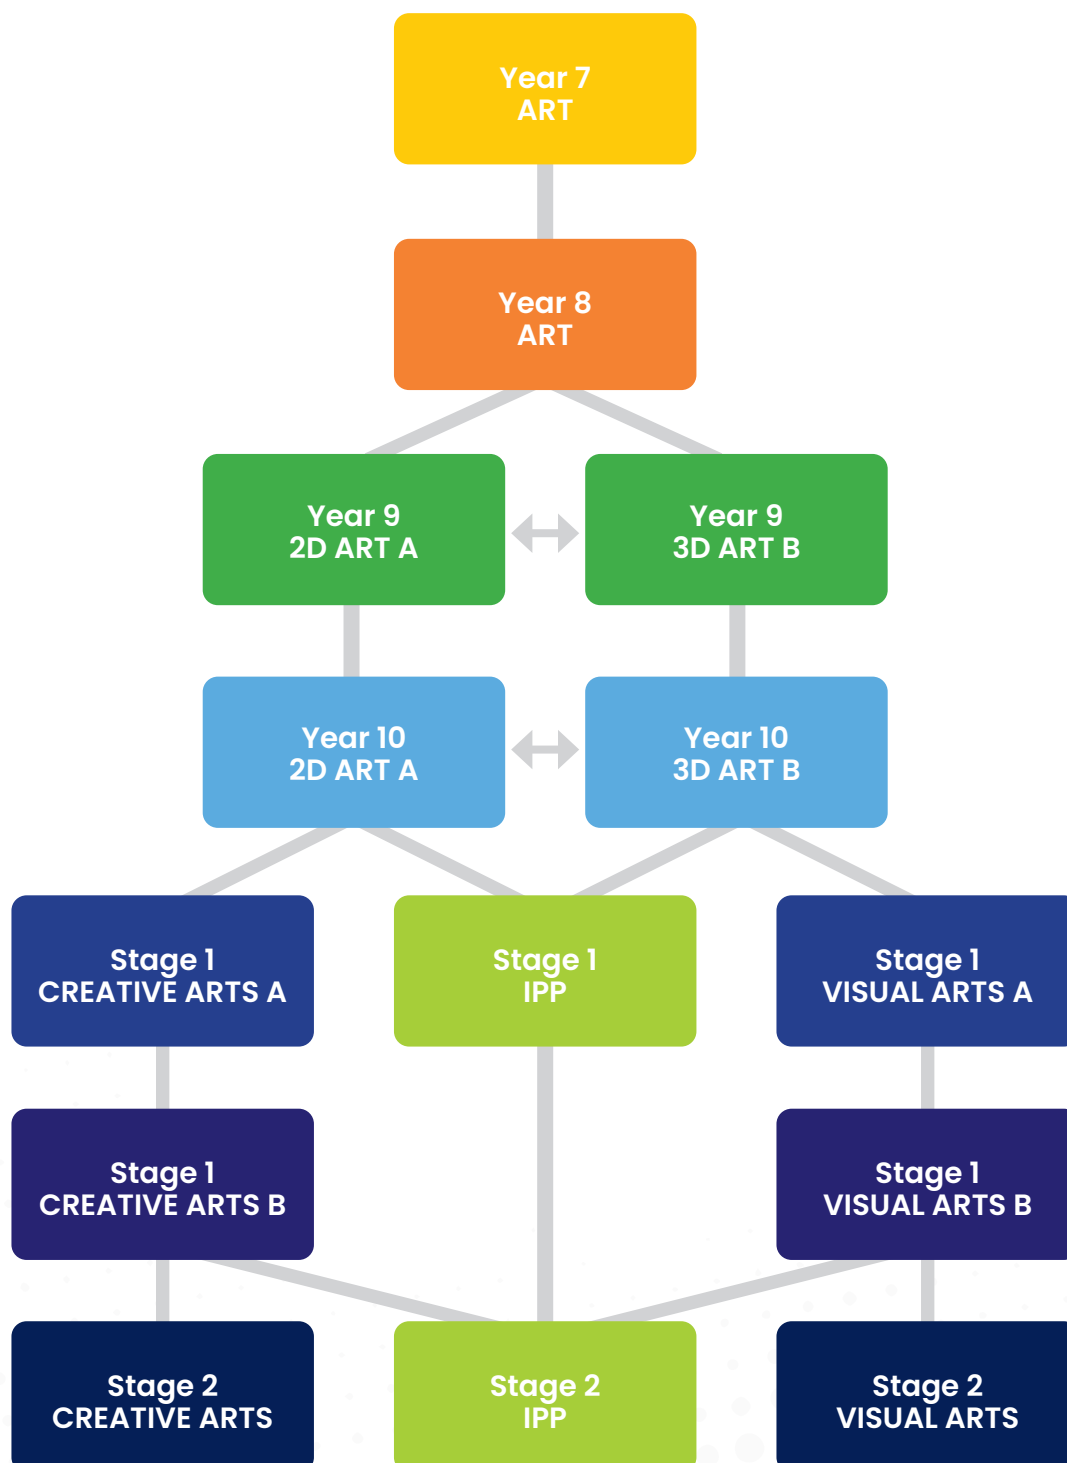 Year 7
ART
Year 8
ART
Year 9
2D ART A
Year 9
3D ART B
Year 10
2D ART A
Year 10
3D ART B
Stage 1
CREATIVE ARTS A
Stage 1
IPP
Stage 1
VISUAL ARTS A
Stage 1
CREATIVE ARTS B
Stage 1
VISUAL ARTS B
Stage 2
CREATIVE ARTS
Stage 2
IPP
Stage 2
VISUAL ARTS